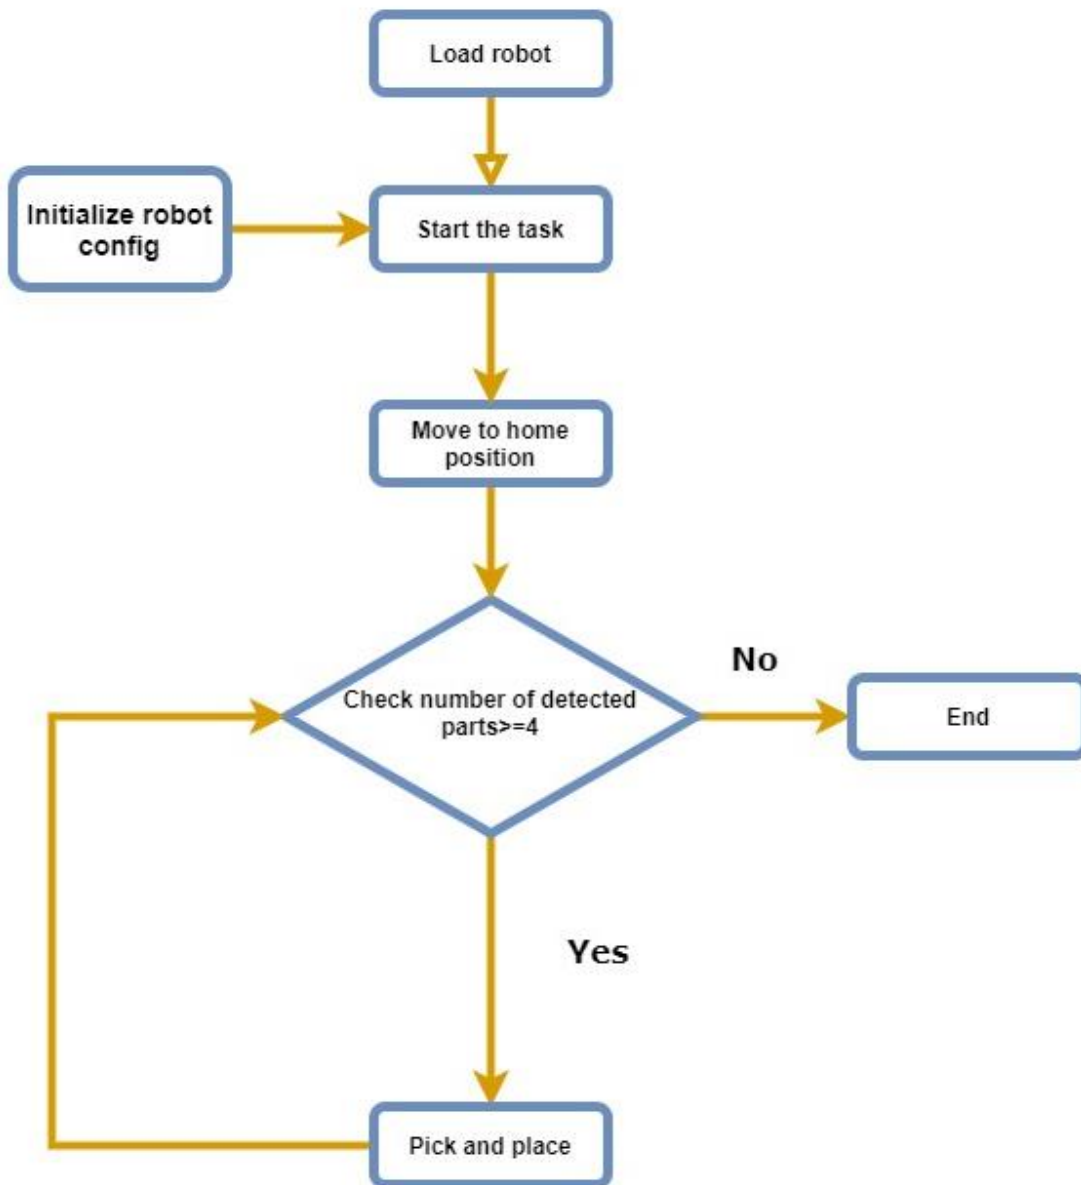 Load robot
Initialize robot
config
Start the task
Move to home
position
Check number of detected
parts>=4
No
End
Yes
Pick and place